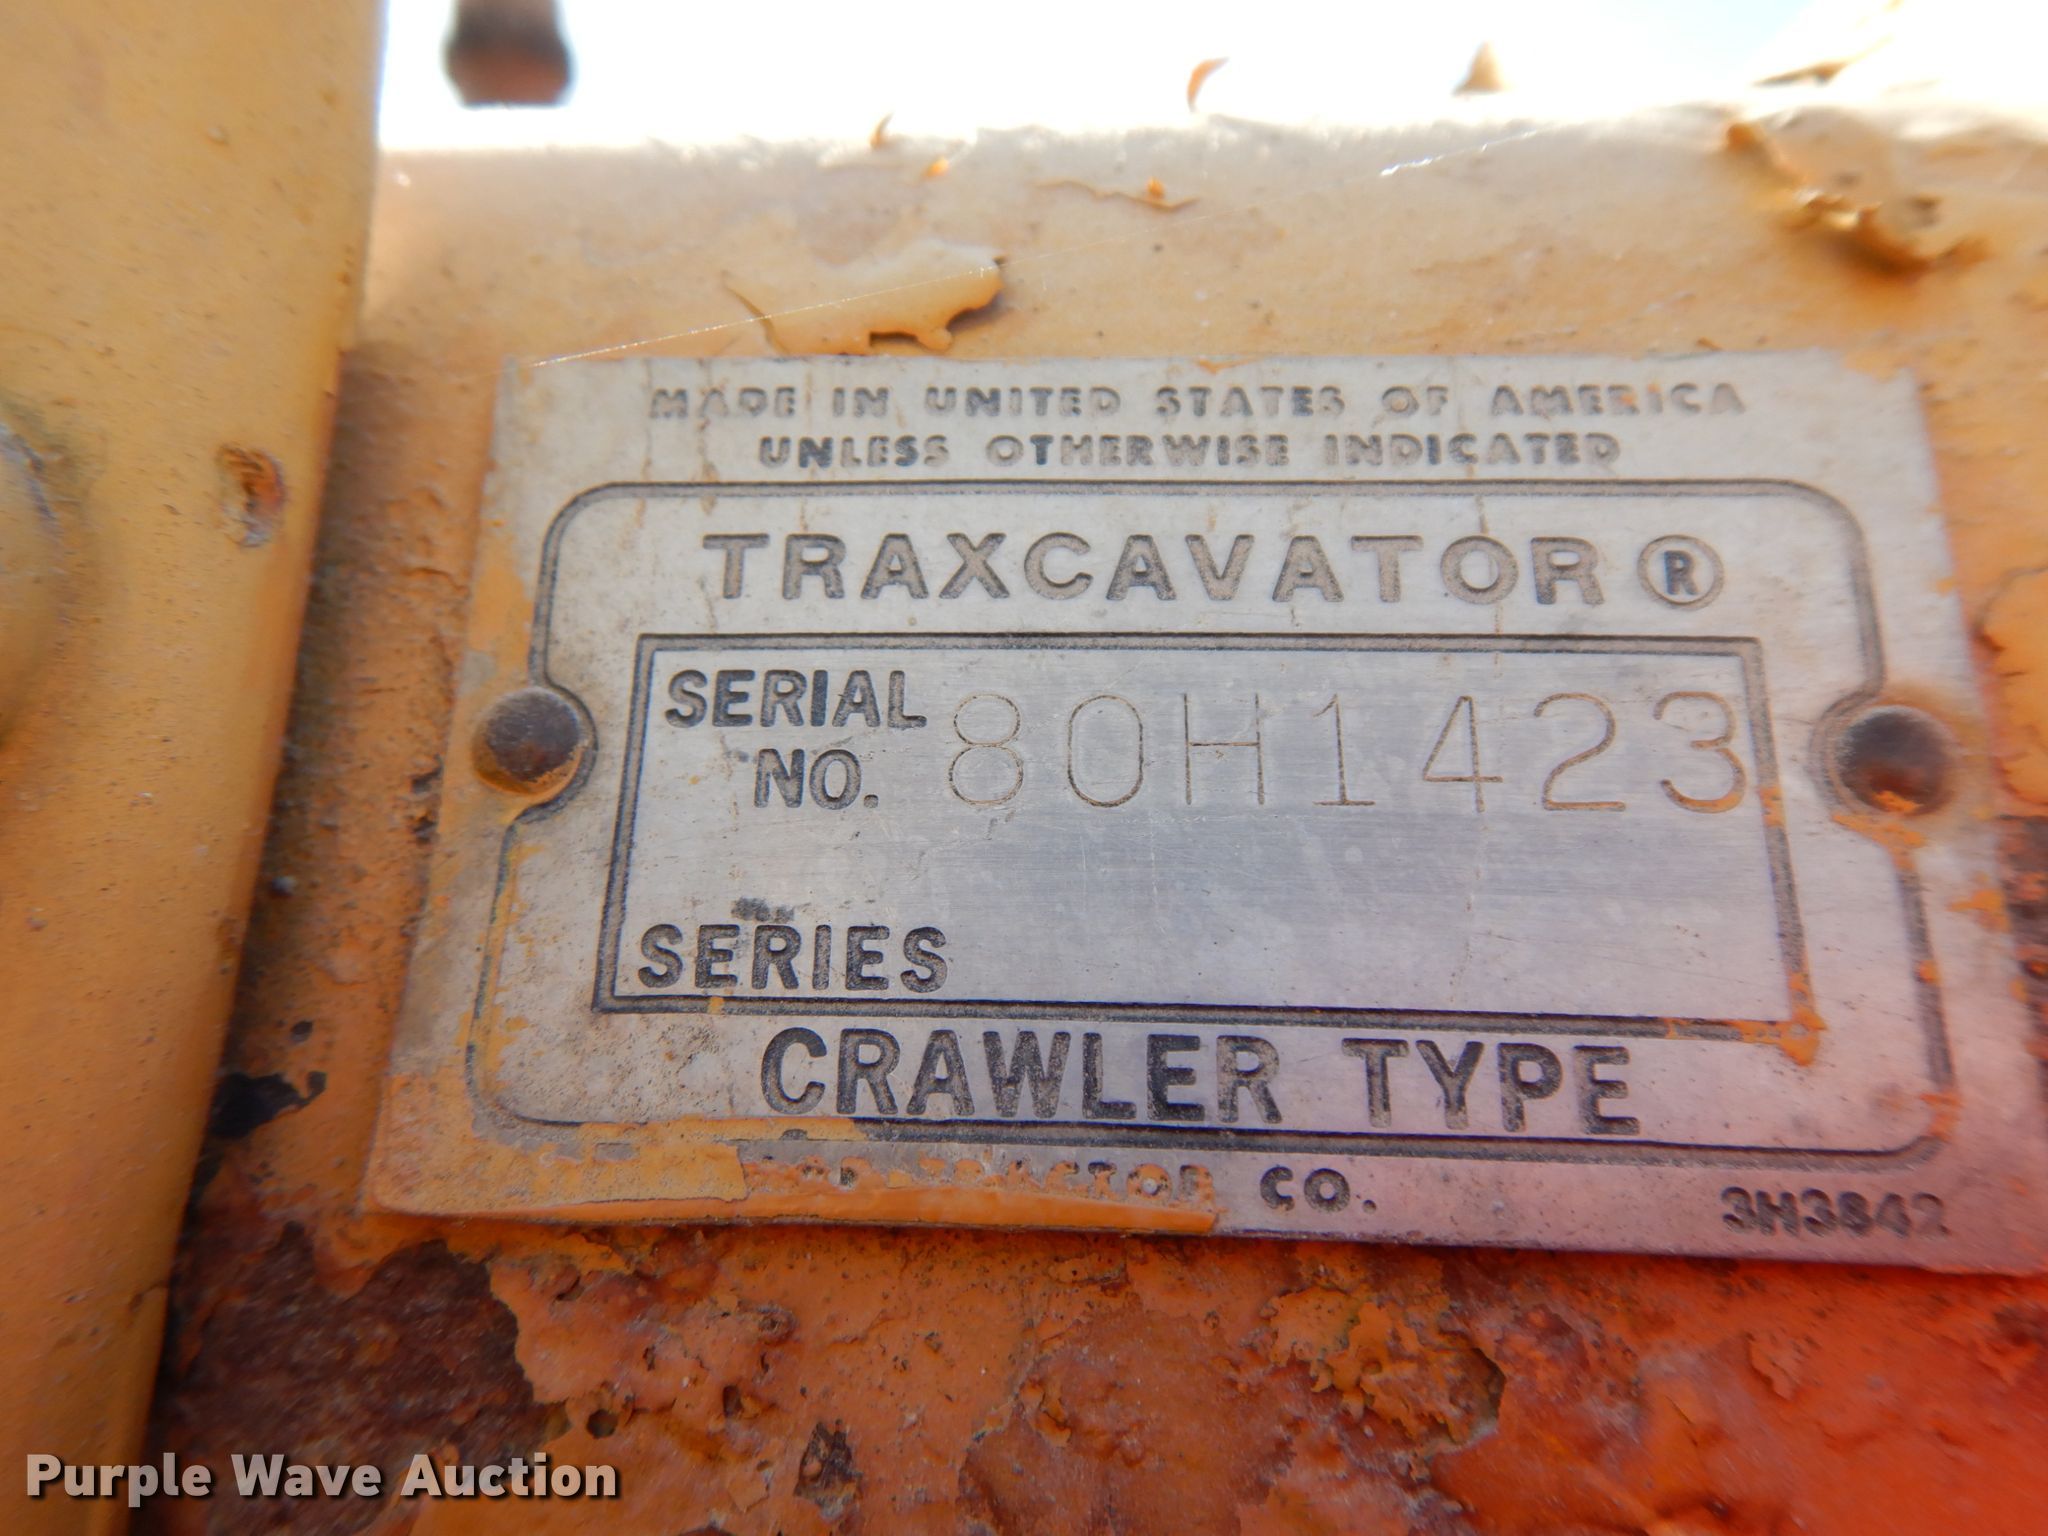 MADE IN UNITED STATES OF AMERICA
UNLESS OTHERWISE INDICATED
TRAXCAVATOR ®
SERIAL NO. 80H1423
SERIES
CRAWLER TYPE
TRACTOR CO.
3H3842
Purple Wave Auction